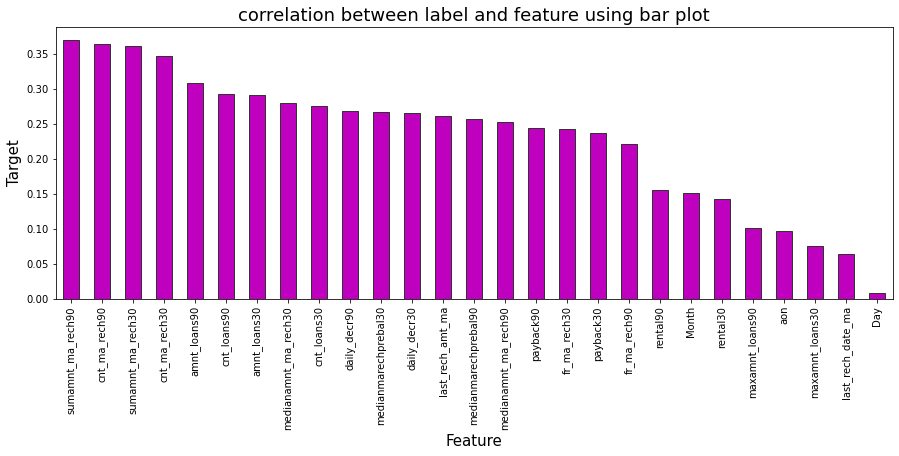 correlation between label and feature using bar plot
Target
0.35
0.30
0.25
0.20
0.15
0.10
0.05
0.00
sumamnt_ma_rech90
cnt_ma_rech90
sumamnt_ma_rech30
cnt_ma_rech30
amnt_loans90
cnt_loans90
amnt_loans30
medianamnt_ma_rech30
cnt_loans30
daily_decr90
medianmarechprebal30
daily_decr30
last_rech_amt_ma
medianmarechprebal90
medianamnt_ma_rech90
payback90
fr_ma_rech30
payback30
fr_ma_rech90
rental90
Month
rental30
maxamnt_loans90
aon
maxamnt_loans30
last_rech_date_ma
Day
Feature